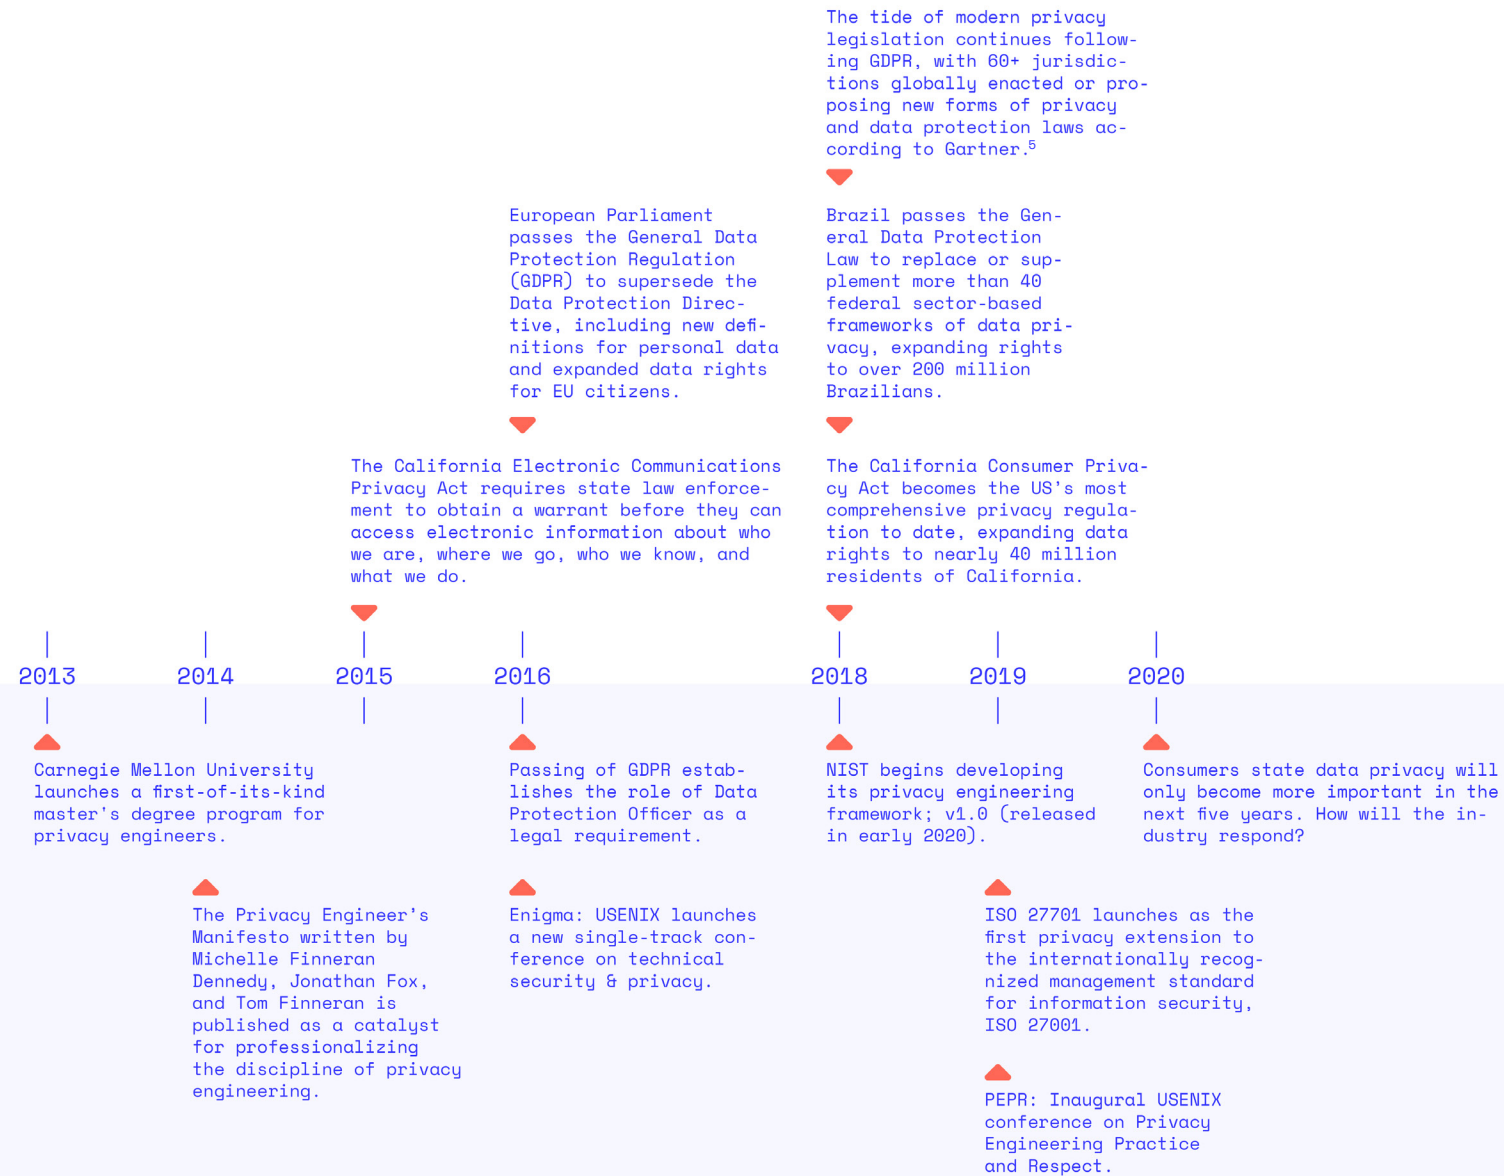 The tide of modern privacy
legislation continues follow-
ing GDPR, with 60+ jurisdic-
tions globally enacted or pro-
posing new forms of privacy
and data protection laws ac-
cording to Gartner.⁵
European Parliament
passes the General Data
Protection Regulation
(GDPR) to supersede the
Data Protection Direc-
tive, including new defi-
nitions for personal data
and expanded data rights
for EU citizens.
Brazil passes the Gen-
eral Data Protection
Law to replace or sup-
plement more than 40
federal sector-based
frameworks of data pri-
vacy, expanding rights
to over 200 million
Brazilians.
The California Electronic Communications
Privacy Act requires state law enforce-
ment to obtain a warrant before they can
access electronic information about who
we are, where we go, who we know, and
what we do.
The California Consumer Priva-
cy Act becomes the US's most
comprehensive privacy regula-
tion to date, expanding data
rights to nearly 40 million
residents of California.
2013 2014 2015 2016 2018 2019 2020
Carnegie Mellon University
launches a first-of-its-kind
master's degree program for
privacy engineers.
Passing of GDPR estab-
lishes the role of Data
Protection Officer as a
legal requirement.
NIST begins developing
its privacy engineering
framework; v1.0 (released
in early 2020).
Consumers state data privacy will
only become more important in the
next five years. How will the in-
dustry respond?
The Privacy Engineer's
Manifesto written by
Michelle Finneran
Dennedy, Jonathan Fox,
and Tom Finneran is
published as a catalyst
for professionalizing
the discipline of privacy
engineering.
Enigma: USENIX launches
a new single-track con-
ference on technical
security & privacy.
ISO 27701 launches as the
first privacy extension to
the internationally recog-
nized management standard
for information security,
ISO 27001.
PEPR: Inaugural USENIX
conference on Privacy
Engineering Practice
and Respect.